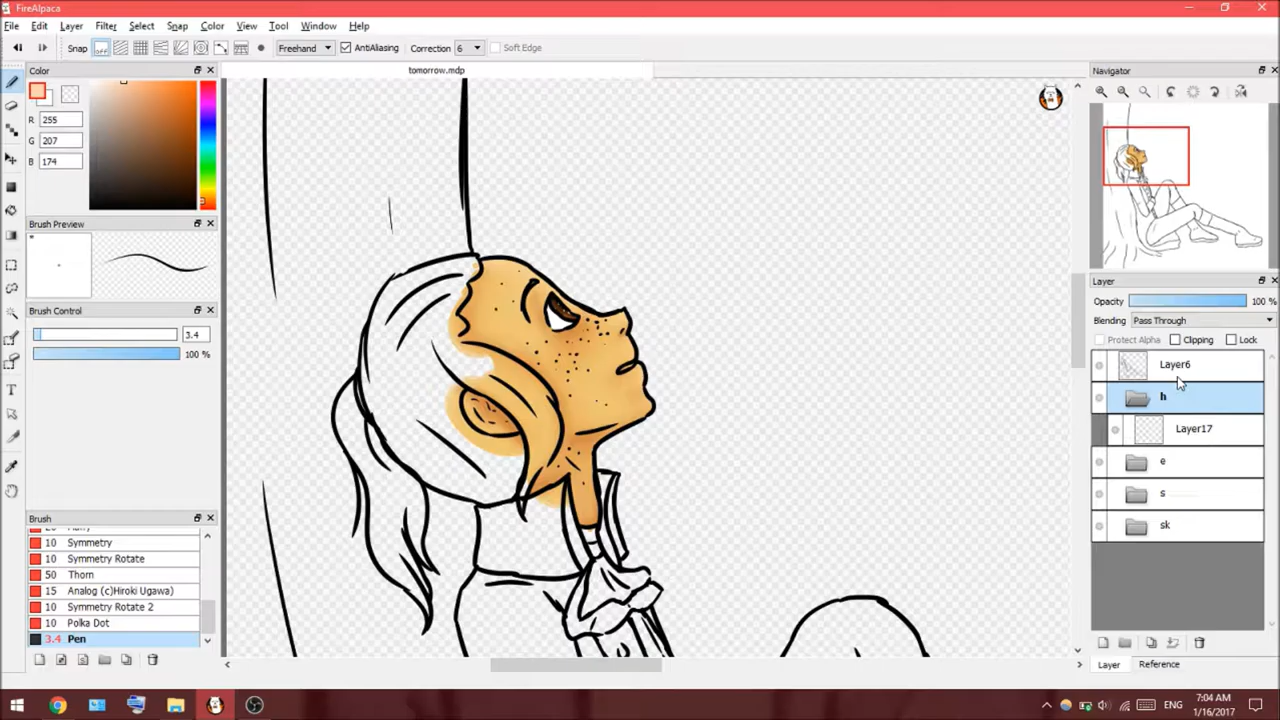 FireAlpaca
File Edit Layer Filter Select Snap Color View Tool Window Help
Snap OFF Freehand AntiAliasing Correction 6 Soft Edge
Color
tomorrow.mdp
Navigator
R 255
G 207
B 174
Brush Preview
Layer
Opacity 100 %
Brush Control
Blending Pass Through
3.4
Protect Alpha Clipping Lock
100 %
Layer6
h
Layer17
e
s
sk
Brush
10 Symmetry
10 Symmetry Rotate
50 Thorn
15 Analog (c)Hiroki Ugawa)
10 Symmetry Rotate 2
10 Polka Dot
3.4 Pen
Layer Reference
ENG
7:04 AM
1/16/2017